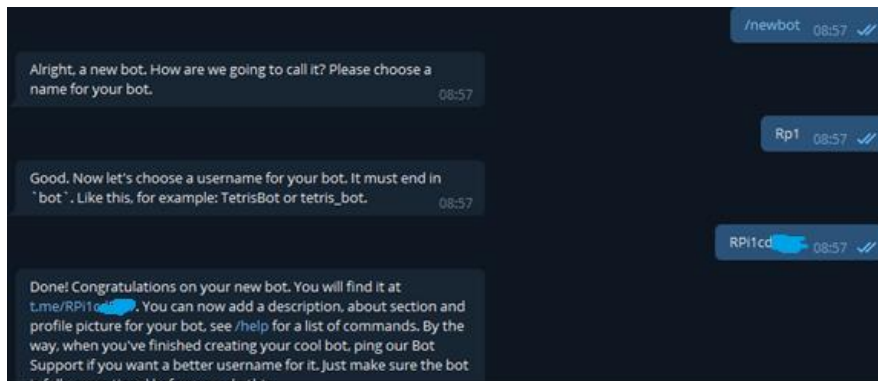 /newbot 08:57
Alright, a new bot. How are we going to call it? Please choose a
name for your bot.
08:57
Rp1 08:57
Good. Now let's choose a username for your bot. It must end in
`bot`. Like this, for example: TetrisBot or tetris_bot.
08:57
RPi1cd 08:57
Done! Congratulations on your new bot. You will find it at
t.me/RPi1cd . You can now add a description, about section and
profile picture for your bot, see /help for a list of commands. By the
way, when you've finished creating your cool bot, ping our Bot
Support if you want a better username for it. Just make sure the bot